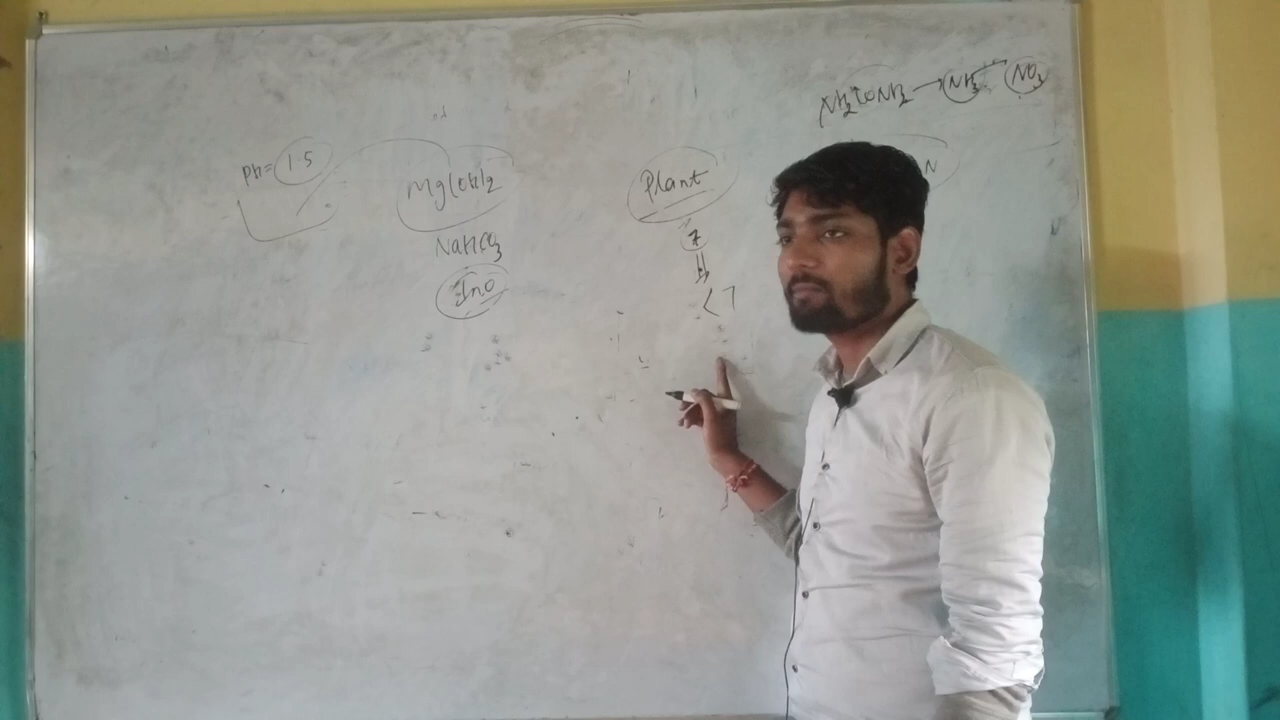 NH2CONH2 → NH3 NO3
PH= 1.5
Mg(OH)2
Plant
N
NaHCO3
7
Eno
< 7